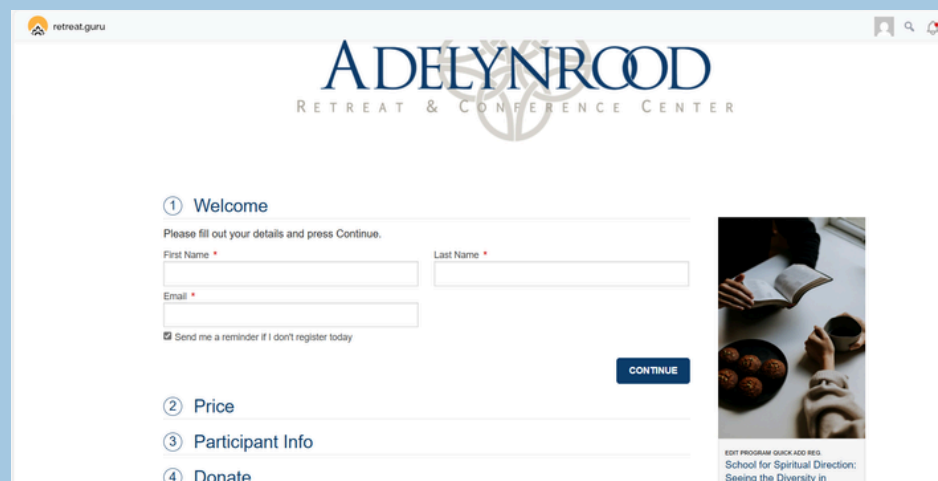 retreat.guru
ADELYNROOD
RETREAT & CONFERENCE CENTER
1 Welcome
Please fill out your details and press Continue.
First Name *
Last Name *
Email *
Send me a reminder if I don't register today
CONTINUE
2 Price
3 Participant Info
4 Donate
EDIT PROGRAM QUICK ADD REG
School for Spiritual Direction:
Seeing the Diversity in